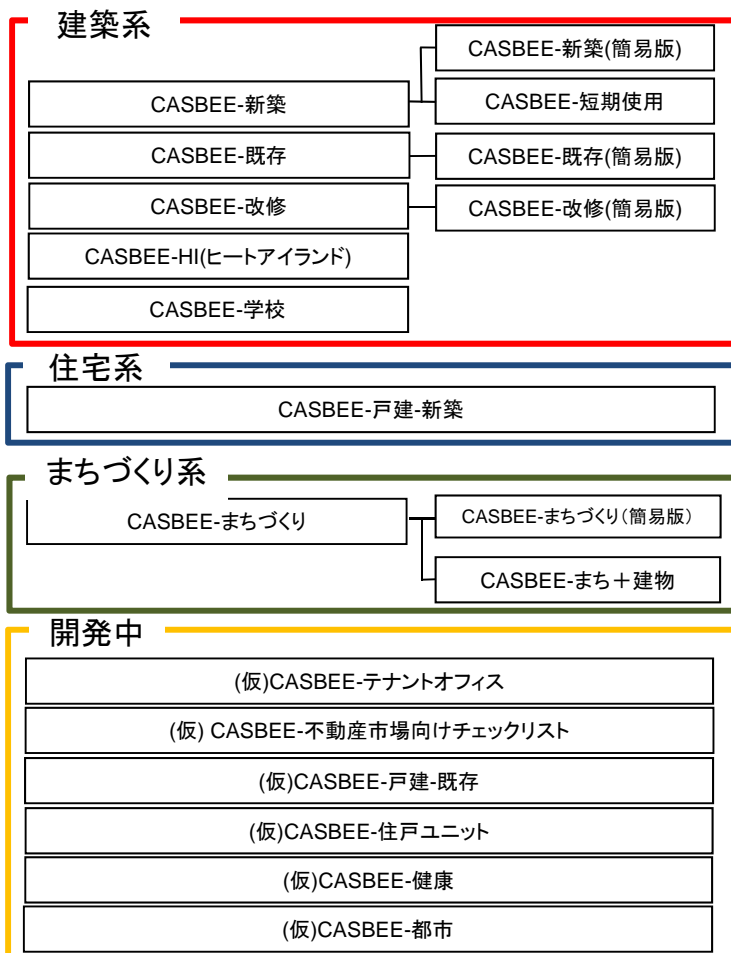 建築系
CASBEE-新築(簡易版)
CASBEE-新築
CASBEE-短期使用
CASBEE-既存
CASBEE-既存(簡易版)
CASBEE-改修
CASBEE-改修(簡易版)
CASBEE-HI(ヒートアイランド)
CASBEE-学校
住宅系
CASBEE-戸建-新築
まちづくり系
CASBEE-まちづくり
CASBEE-まちづくり(簡易版)
CASBEE-まち＋建物
開発中
(仮)CASBEE-テナントオフィス
(仮) CASBEE-不動産市場向けチェックリスト
(仮)CASBEE-戸建-既存
(仮)CASBEE-住戸ユニット
(仮)CASBEE-健康
(仮)CASBEE-都市